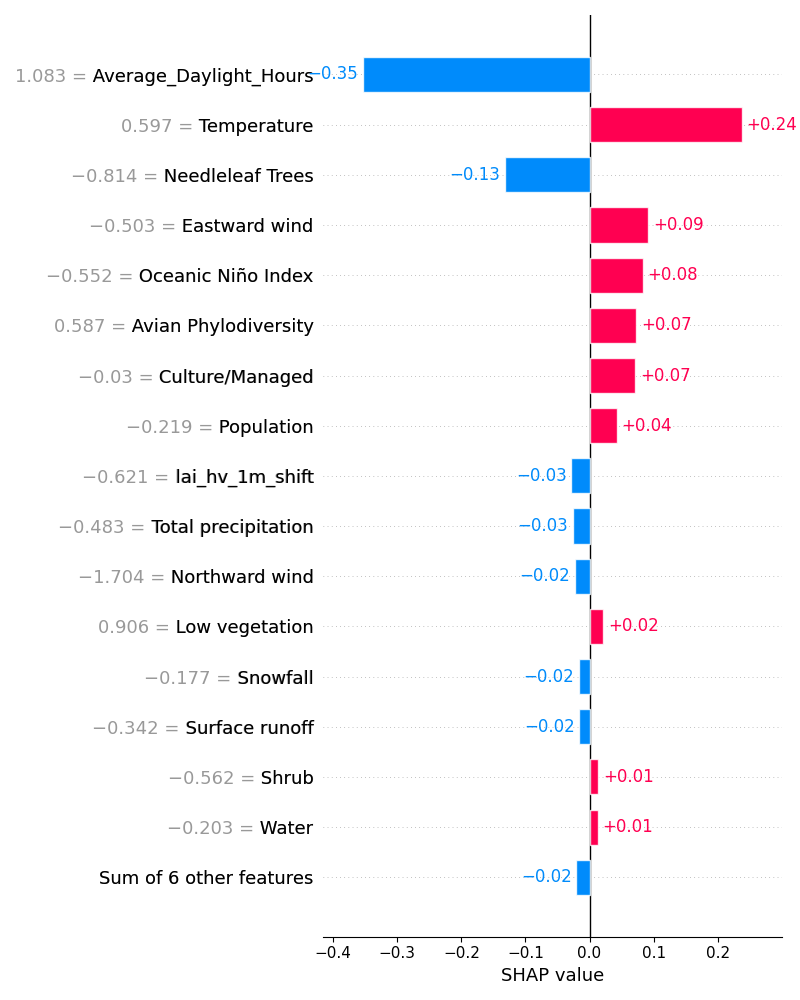 1.083 = Average_Daylight_Hours −0.35
0.597 = Temperature +0.24
−0.814 = Needleleaf Trees −0.13
−0.503 = Eastward wind +0.09
−0.552 = Oceanic Niño Index +0.08
0.587 = Avian Phylodiversity +0.07
−0.03 = Culture/Managed +0.07
−0.219 = Population +0.04
−0.621 = lai_hv_1m_shift −0.03
−0.483 = Total precipitation −0.03
−1.704 = Northward wind −0.02
0.906 = Low vegetation +0.02
−0.177 = Snowfall −0.02
−0.342 = Surface runoff −0.02
−0.562 = Shrub +0.01
−0.203 = Water +0.01
Sum of 6 other features −0.02
−0.4 −0.3 −0.2 −0.1 0.0 0.1 0.2
SHAP value